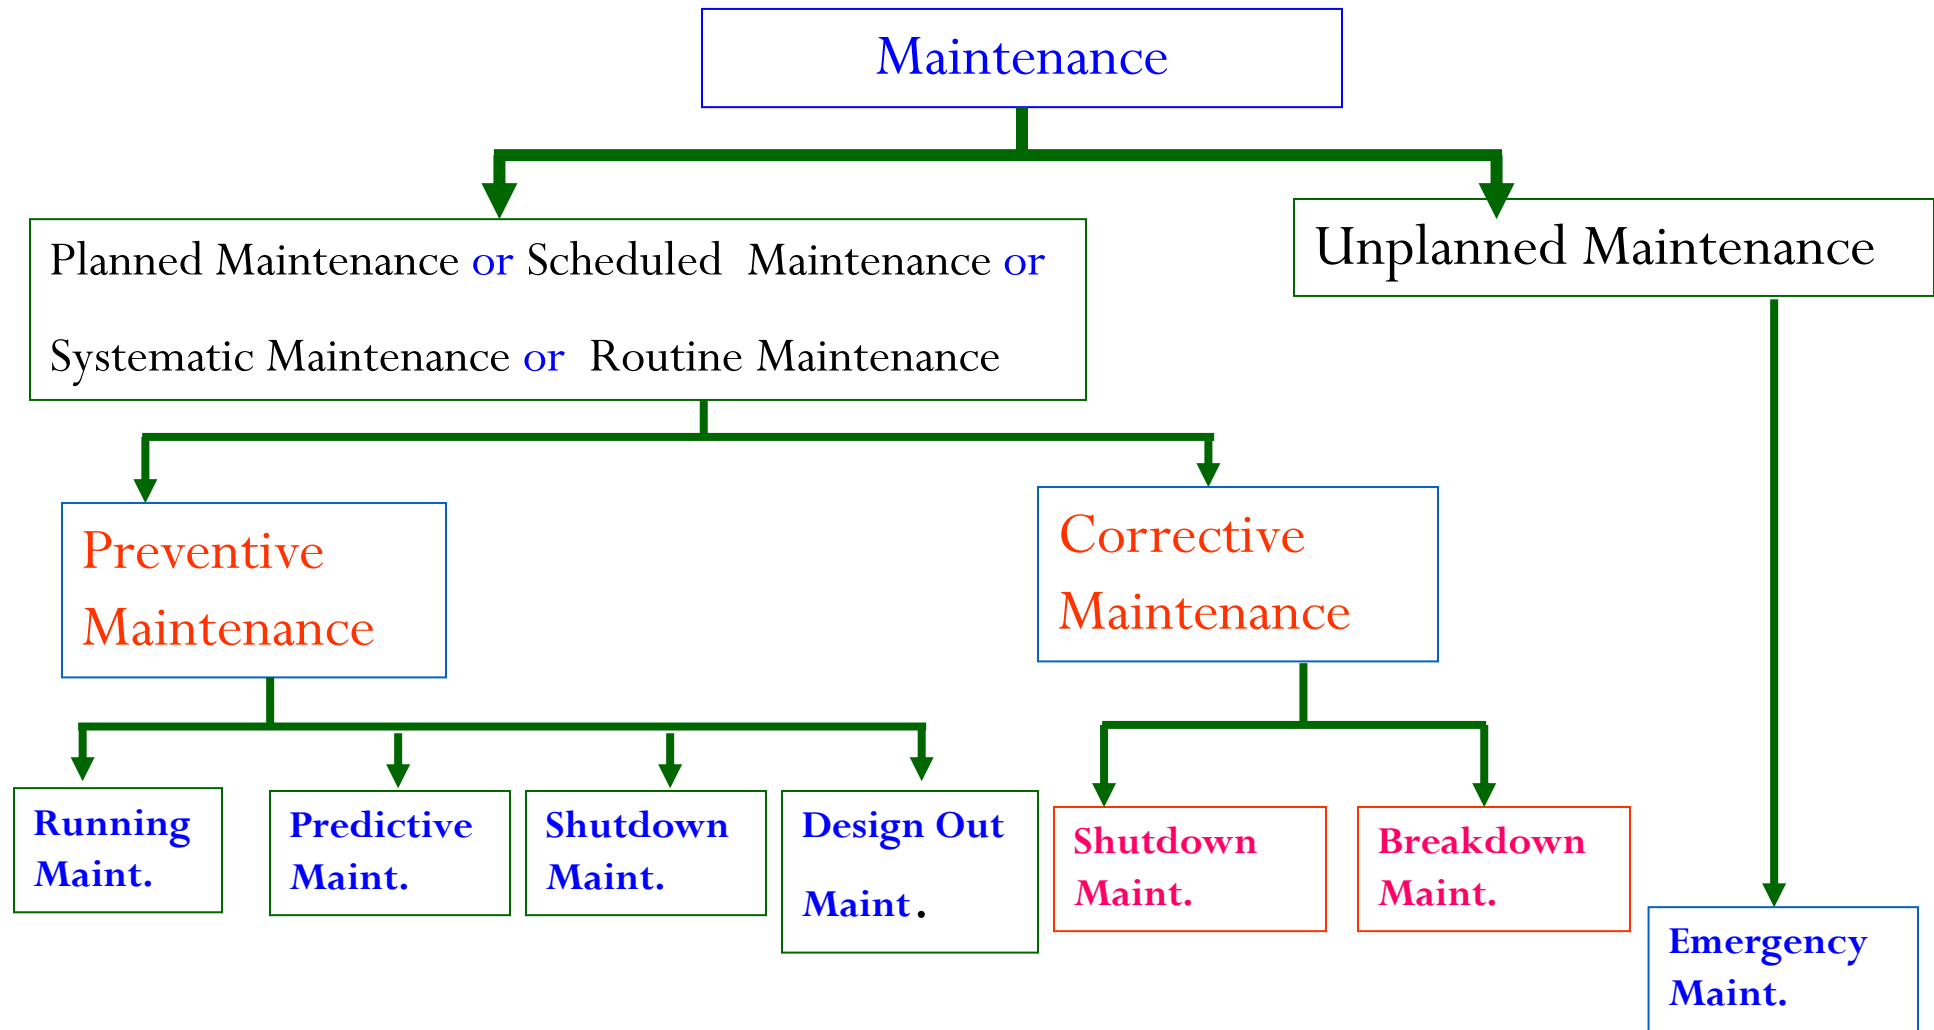 Maintenance
Planned Maintenance or Scheduled Maintenance or
Systematic Maintenance or Routine Maintenance
Unplanned Maintenance
Preventive
Maintenance
Corrective
Maintenance
Running
Maint.
Predictive
Maint.
Shutdown
Maint.
Design Out
Maint.
Shutdown
Maint.
Breakdown
Maint.
Emergency
Maint.